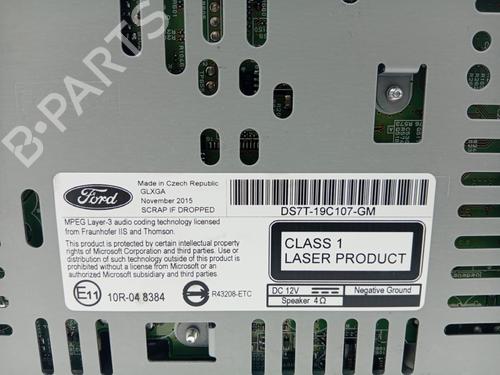 B-PARTS
Ford
Made in Czech Republic
GLXGA
November 2015
SCRAP IF DROPPED
DS7T-19C107-GM
MPEG Layer-3 audio coding technology licensed
from Fraunhofer IIS and Thomson.
This product is protected by certain intellectual property
rights of Microsoft Corporation and third parties. Use or
distribution of such technology outside of this product is
prohibited without a license from Microsoft or an
authorized Microsoft subsidiary and third parties.
CLASS 1
LASER PRODUCT
E11
10R-04 8384
R43208-ETC
DC 12V
Negative Ground
Speaker 4Ω